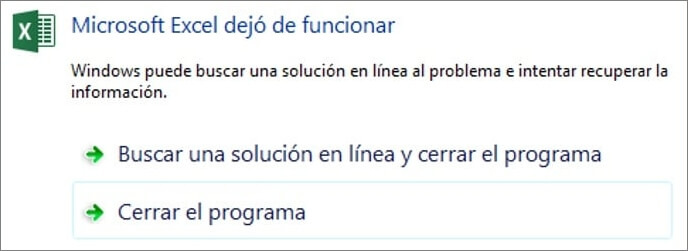 Microsoft Excel dejó de funcionar
Windows puede buscar una solución en línea al problema e intentar recuperar la
información.
Buscar una solución en línea y cerrar el programa
Cerrar el programa